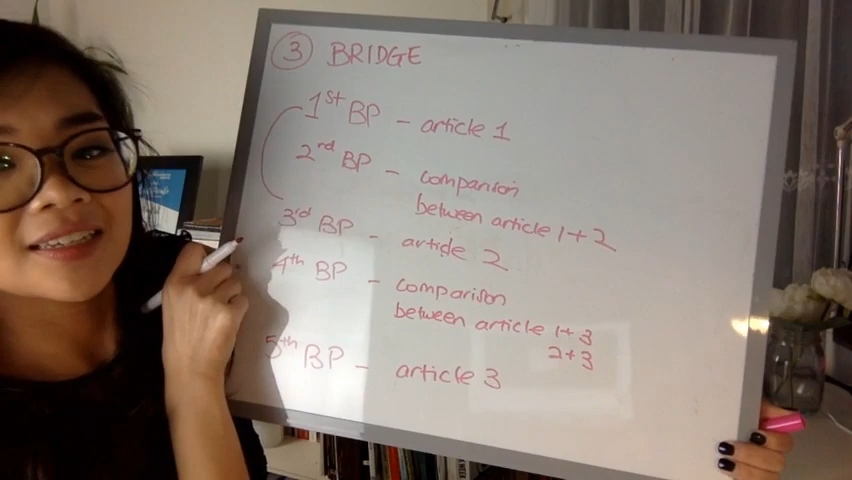 3 BRIDGE
1st BP - article 1
2nd BP - comparison
between article 1+2
3rd BP - article 2
4th BP - comparison
between article 1+3
2+3
5th BP - article 3